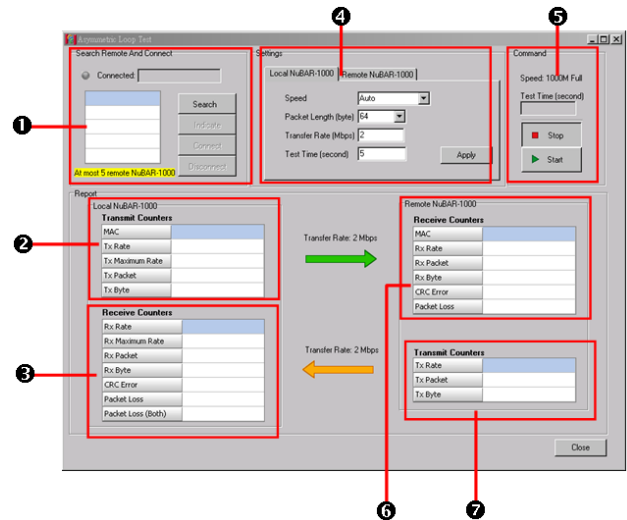 4
5
Asymmetric Loop Test
Search Remote And Connect
Connected:
Search
Indicate
Connect
Disconnect
At most 5 remote NuBAR-1000
1
Settings
Local NuBAR-1000
Remote NuBAR-1000
Speed
Auto
Packet Length (byte)
64
Transfer Rate (Mbps)
2
Test Time (second)
5
Apply
Command
Speed: 1000M Full
Test Time (second)
Stop
Start
Report
Local NuBAR-1000
Transmit Counters
MAC
Tx Rate
Tx Maximum Rate
Tx Packet
Tx Byte
2
Receive Counters
Rx Rate
Rx Maximum Rate
Rx Packet
Rx Byte
CRC Error
Packet Loss
Packet Loss (Both)
3
Transfer Rate: 2 Mbps
Transfer Rate: 2 Mbps
Remote NuBAR-1000
Receive Counters
MAC
Rx Rate
Rx Packet
Rx Byte
CRC Error
Packet Loss
Transmit Counters
Tx Rate
Tx Packet
Tx Byte
Close
6
7